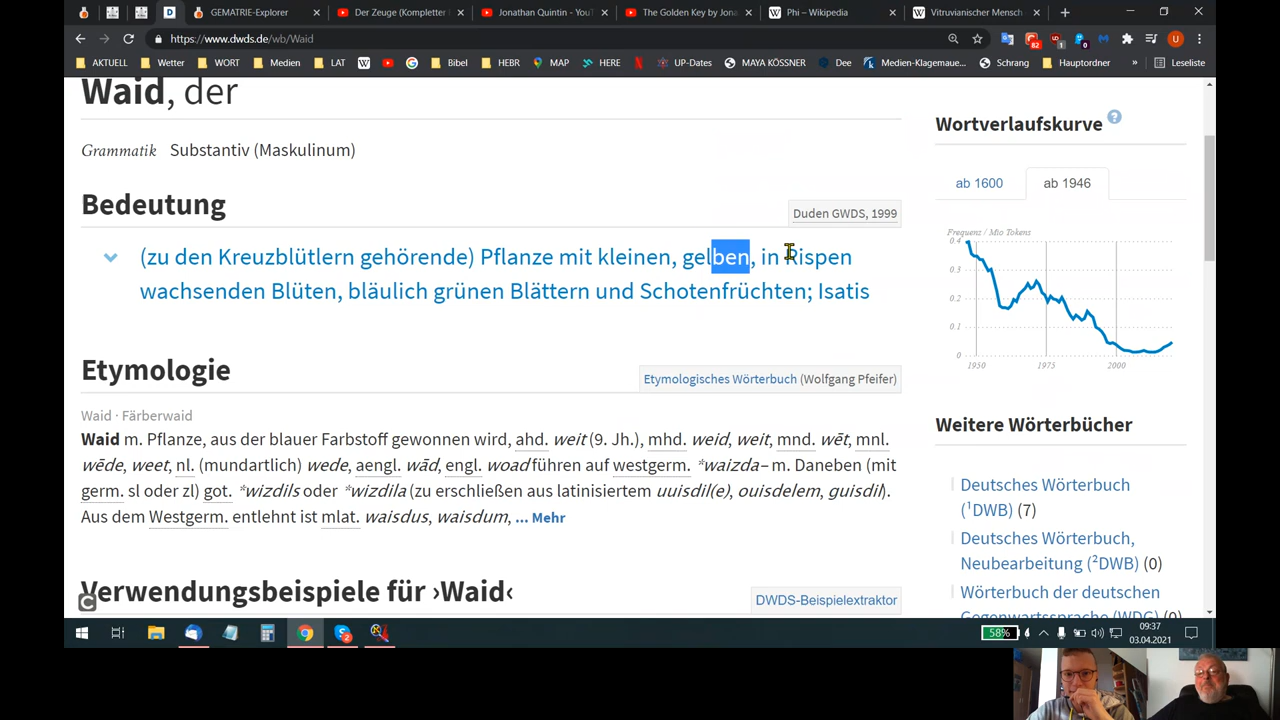 GEMATRIE-Explorer
Der Zeuge (Kompletter
Jonathan Quintin - YouT
The Golden Key by Jona
Phi – Wikipedia
Vitruvianischer Mensch
https://www.dwds.de/wb/Waid
AKTUELL Wetter WORT Medien LAT Bibel HEBR MAP HERE UP-Dates MAYA KÖSSNER Dee Medien-Klagemaue... Schrang Hauptordner » Leseliste
Waid, der
Grammatik Substantiv (Maskulinum)
Bedeutung
Duden GWDS, 1999
(zu den Kreuzblütlern gehörende) Pflanze mit kleinen, gelben, in Rispen
wachsenden Blüten, bläulich grünen Blättern und Schotenfrüchten; Isatis
Etymologie
Etymologisches Wörterbuch (Wolfgang Pfeifer)
Waid · Färberwaid
Waid m. Pflanze, aus der blauer Farbstoff gewonnen wird, ahd. weit (9. Jh.), mhd. weid, weit, mnd. wēt, mnl.
wēde, weet, nl. (mundartlich) wede, aengl. wād, engl. woad führen auf westgerm. *waizda– m. Daneben (mit
germ. sl oder zl) got. *wizdils oder *wizdila (zu erschließen aus latinisiertem uuisdil(e), ouisdelem, guisdil).
Aus dem Westgerm. entlehnt ist mlat. waisdus, waisdum, ... Mehr
Verwendungsbeispiele für ›Waid‹
DWDS-Beispielextraktor
Wortverlaufskurve
ab 1600
ab 1946
Frequenz / Mio Tokens
0.4
0.3
0.2
0.1
0
1950 1975 2000
Weitere Wörterbücher
Deutsches Wörterbuch
(¹DWB) (7)
Deutsches Wörterbuch,
Neubearbeitung (²DWB) (0)
Wörterbuch der deutschen
Gegenwartssprache (WDG) (0)
58%
09:37
03.04.2021